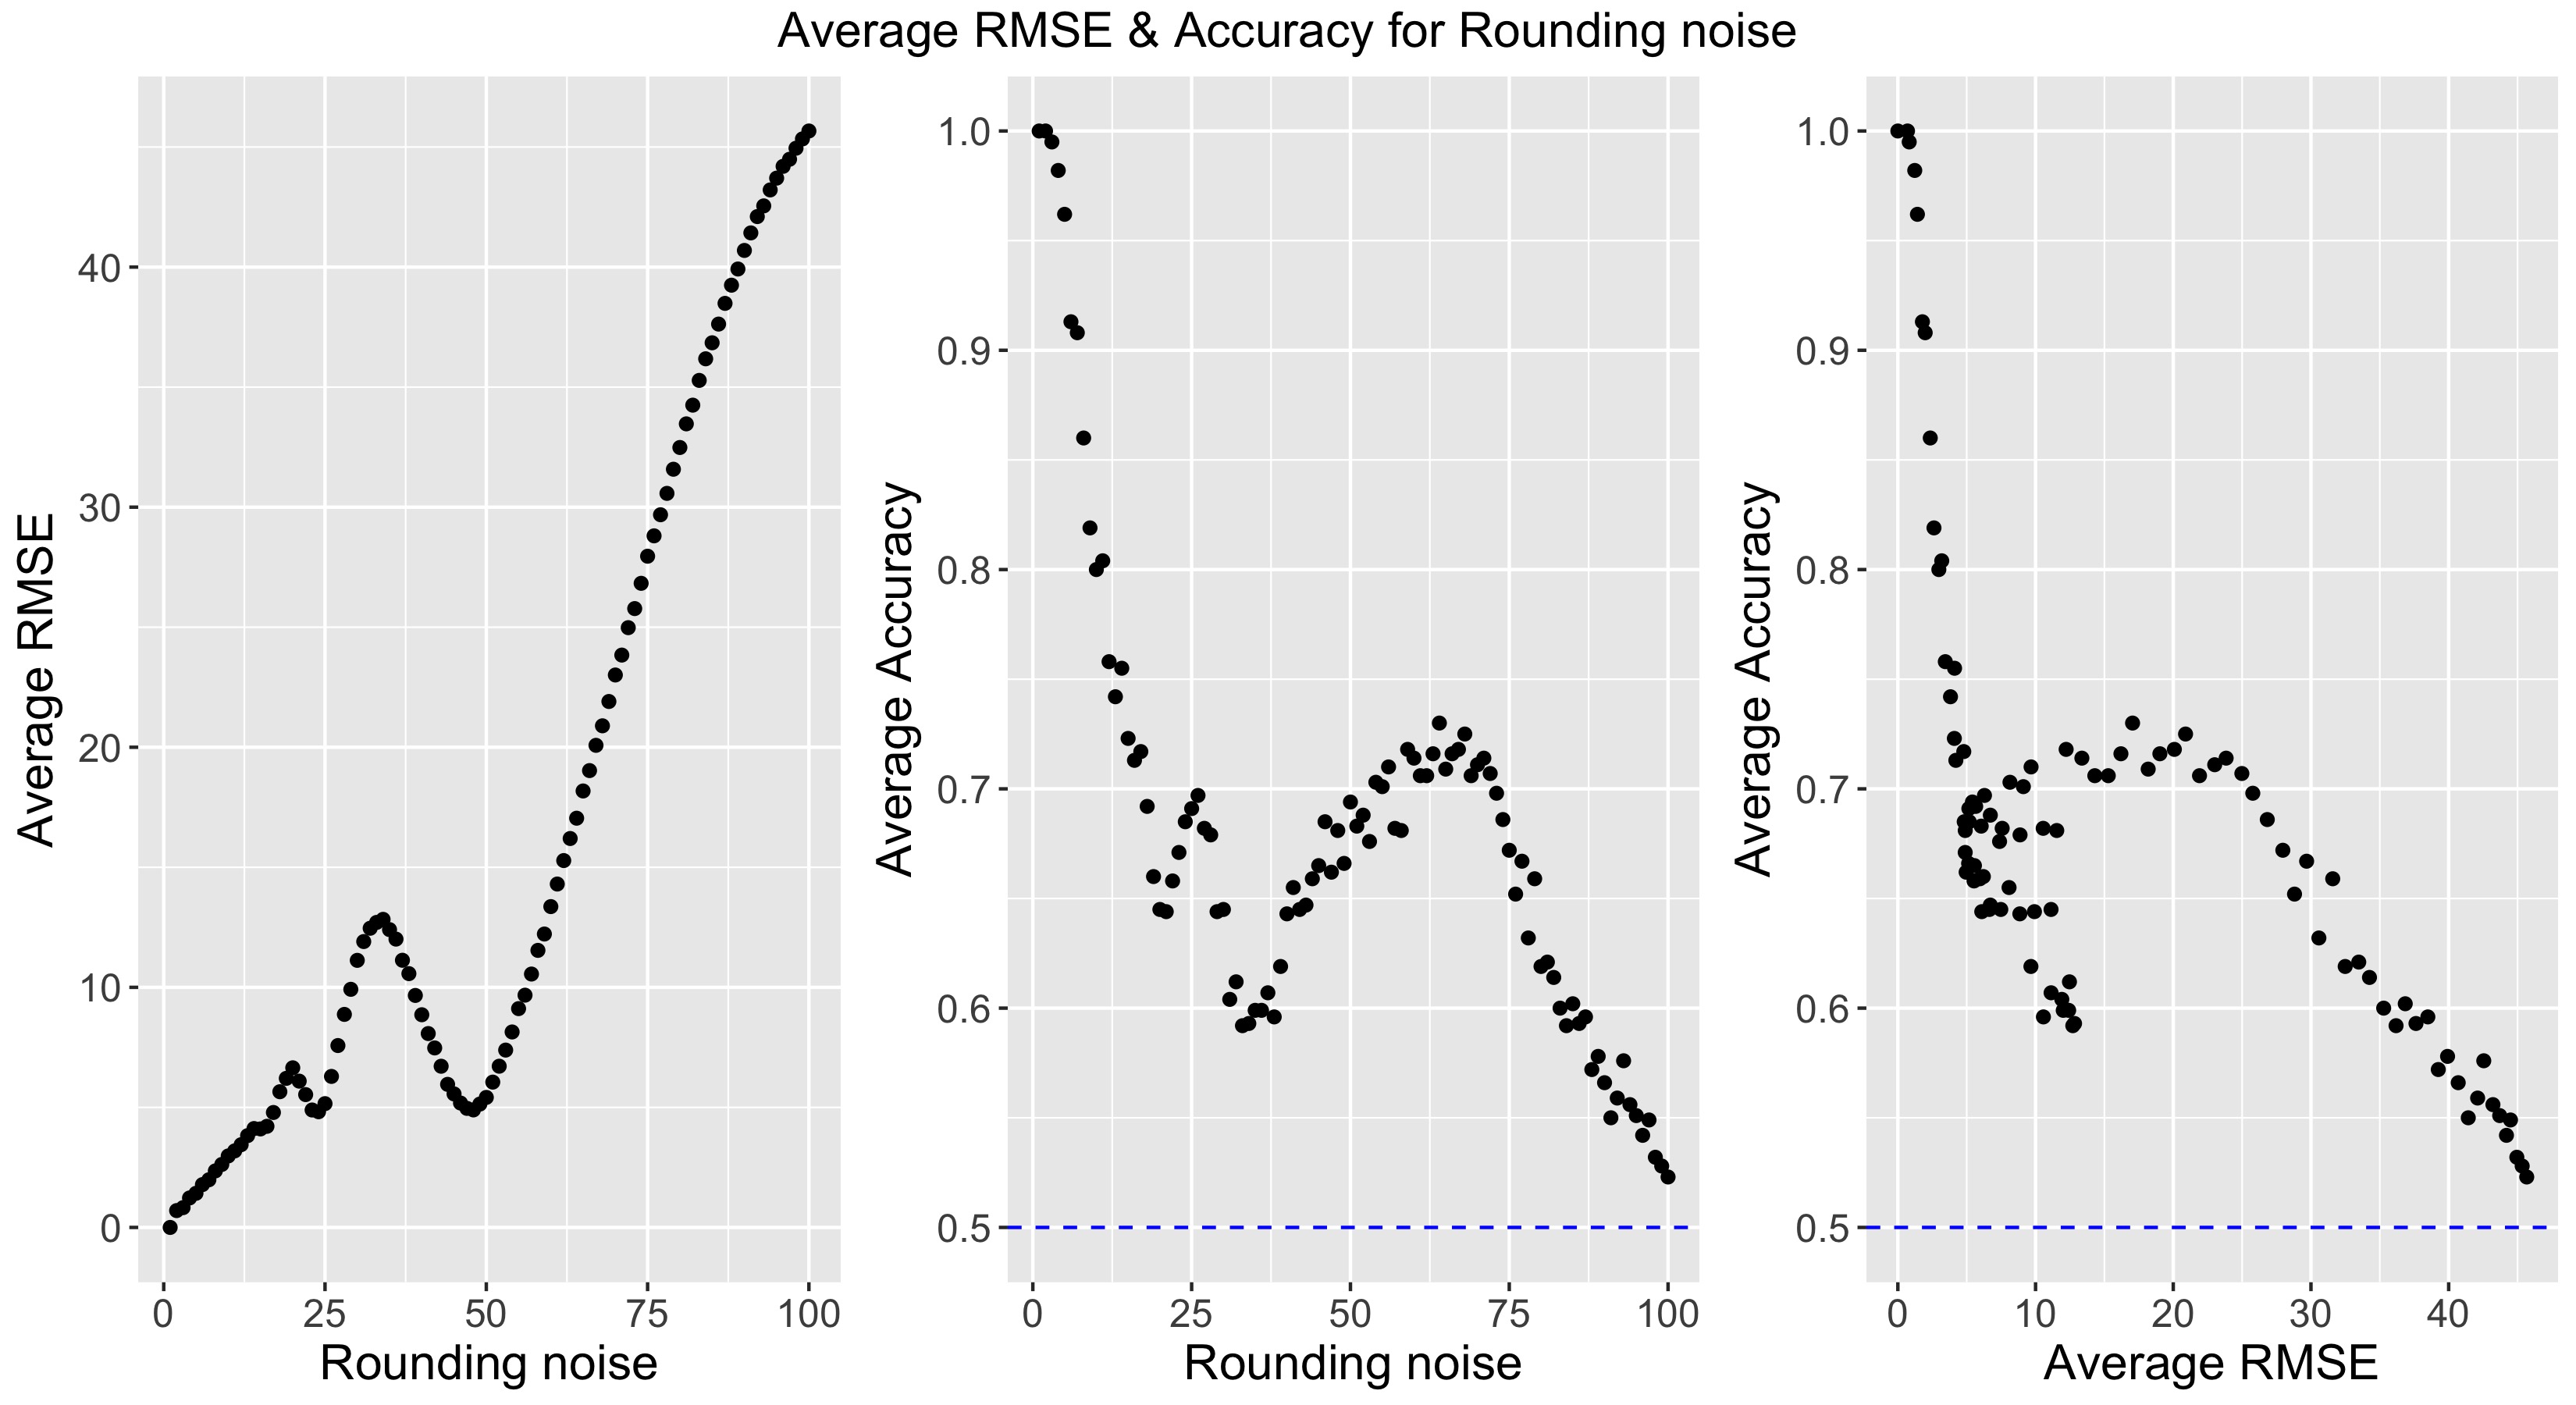 Average RMSE & Accuracy for Rounding noise
Average RMSE
40
30
20
10
0
0 25 50 75 100
Rounding noise
Average Accuracy
1.0
0.9
0.8
0.7
0.6
0.5
0 25 50 75 100
Rounding noise
Average Accuracy
1.0
0.9
0.8
0.7
0.6
0.5
0 10 20 30 40
Average RMSE